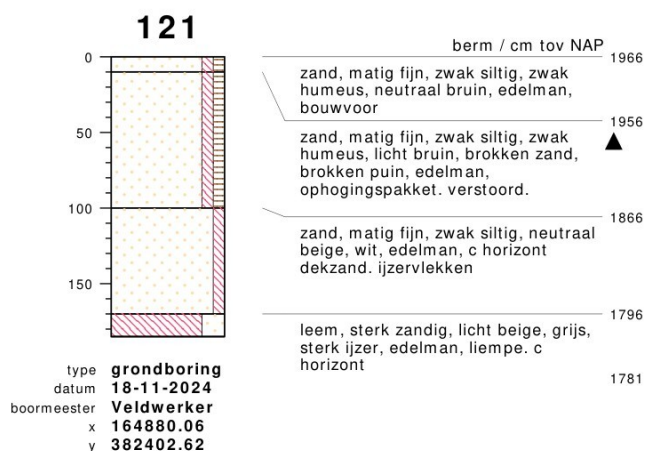 121
berm / cm tov NAP
0
1966
zand, matig fijn, zwak siltig, zwak
humeus, neutraal bruin, edelman,
bouwvoor
1956
50
zand, matig fijn, zwak siltig, zwak
humeus, licht bruin, brokken zand,
brokken puin, edelman,
ophogingspakket. verstoord.
100
1866
zand, matig fijn, zwak siltig, neutraal
beige, wit, edelman, c horizont
dekzand. ijzervlekken
150
1796
leem, sterk zandig, licht beige, grijs,
sterk ijzer, edelman, liempe. c
horizont
1781
type grondboring
datum 18-11-2024
boormeester Veldwerker
x 164880.06
y 382402.62